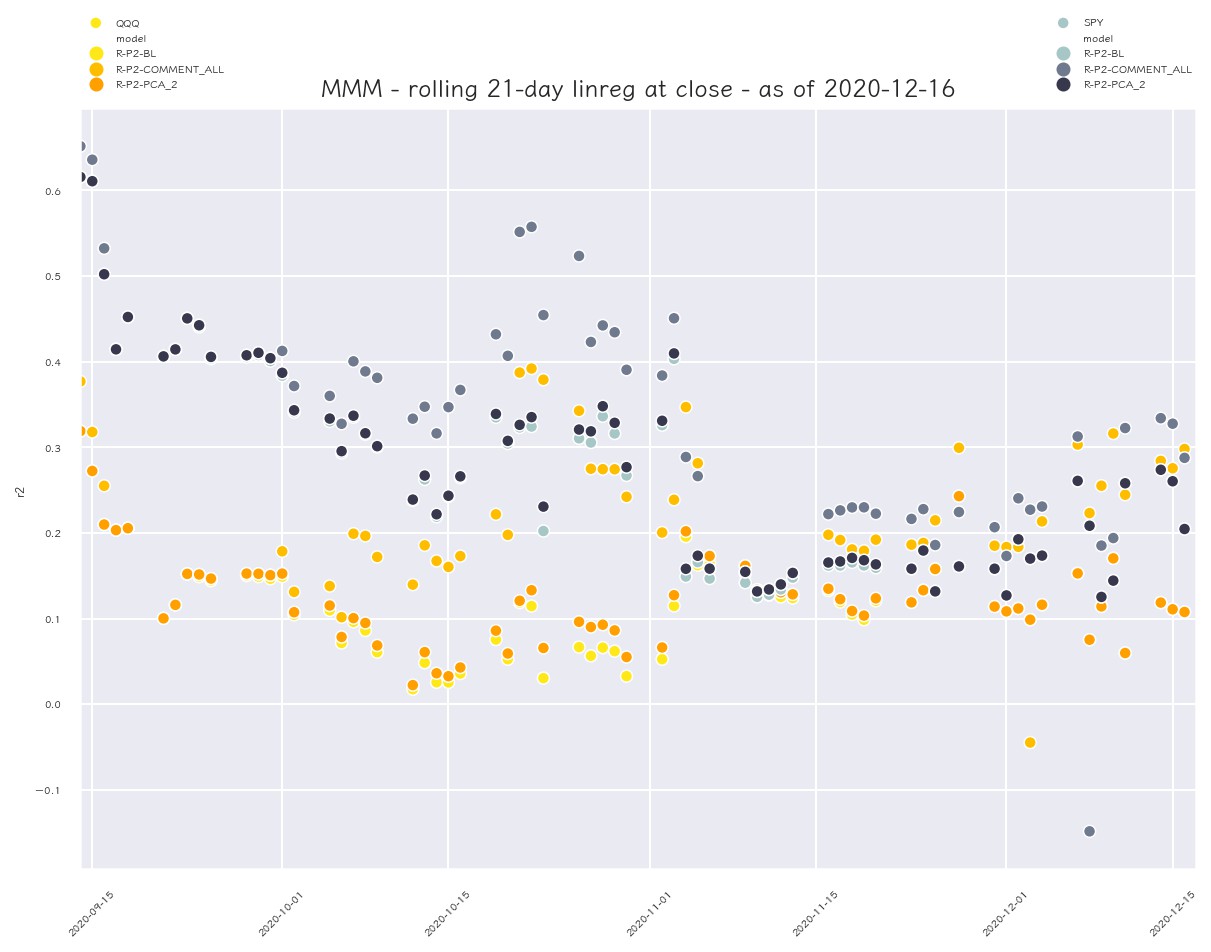 QQQ
model
R-P2-BL
R-P2-COMMENT_ALL
R-P2-PCA_2
SPY
model
R-P2-BL
R-P2-COMMENT_ALL
R-P2-PCA_2
MMM - rolling 21-day linreg at close - as of 2020-12-16
0.6
0.5
0.4
0.3
0.2
0.1
0.0
−0.1
r2
2020-09-15
2020-10-01
2020-10-15
2020-11-01
2020-11-15
2020-12-01
2020-12-15